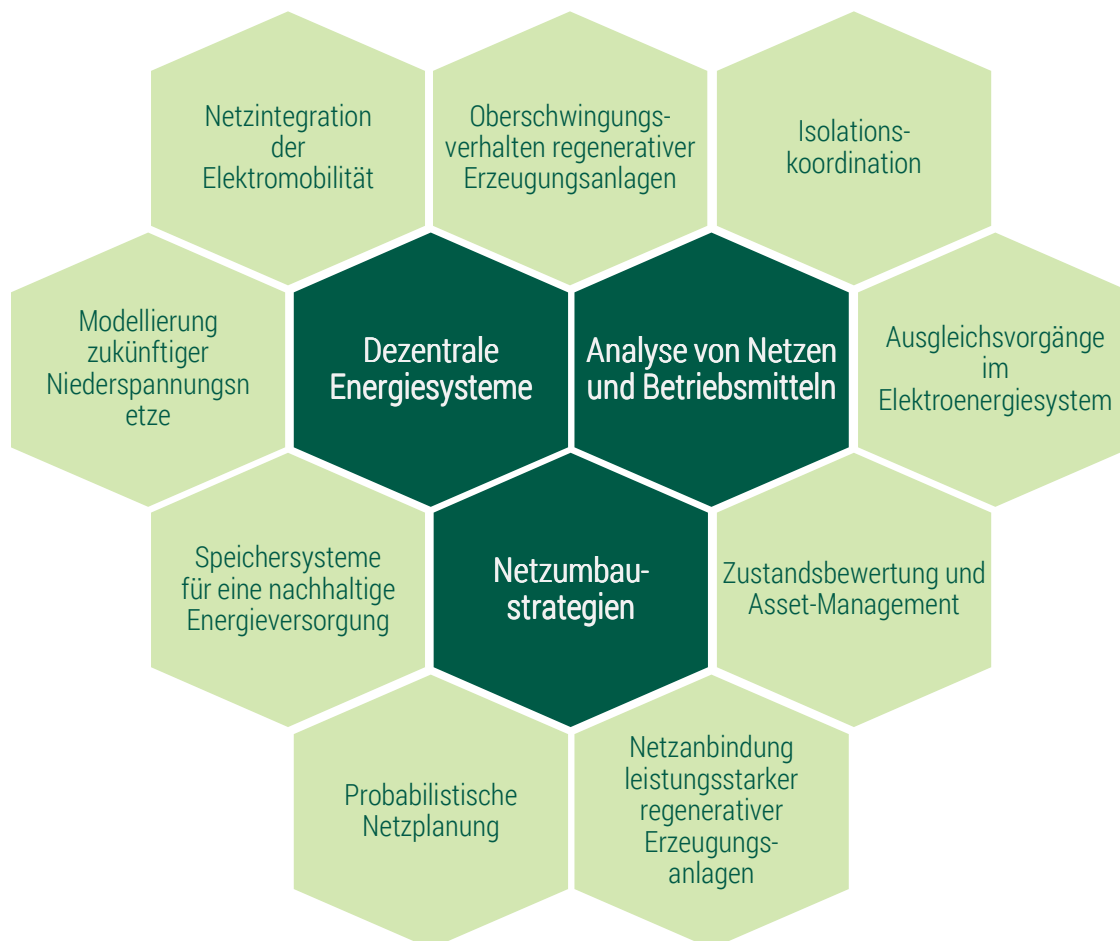 Netzintegration
der
Elektromobilität
Oberschwingungs-
verhalten regenerativer
Erzeugungsanlagen
Isolations-
koordination
Modellierung
zukünftiger
Niederspannungsn
etze
Dezentrale
Energiesysteme
Analyse von Netzen
und Betriebsmitteln
Ausgleichsvorgänge
im
Elektroenergiesystem
Speichersysteme
für eine nachhaltige
Energieversorgung
Netzumbau-
strategien
Zustandsbewertung und
Asset-Management
Probabilistische
Netzplanung
Netzanbindung
leistungsstarker
regenerativer
Erzeugungs-
anlagen